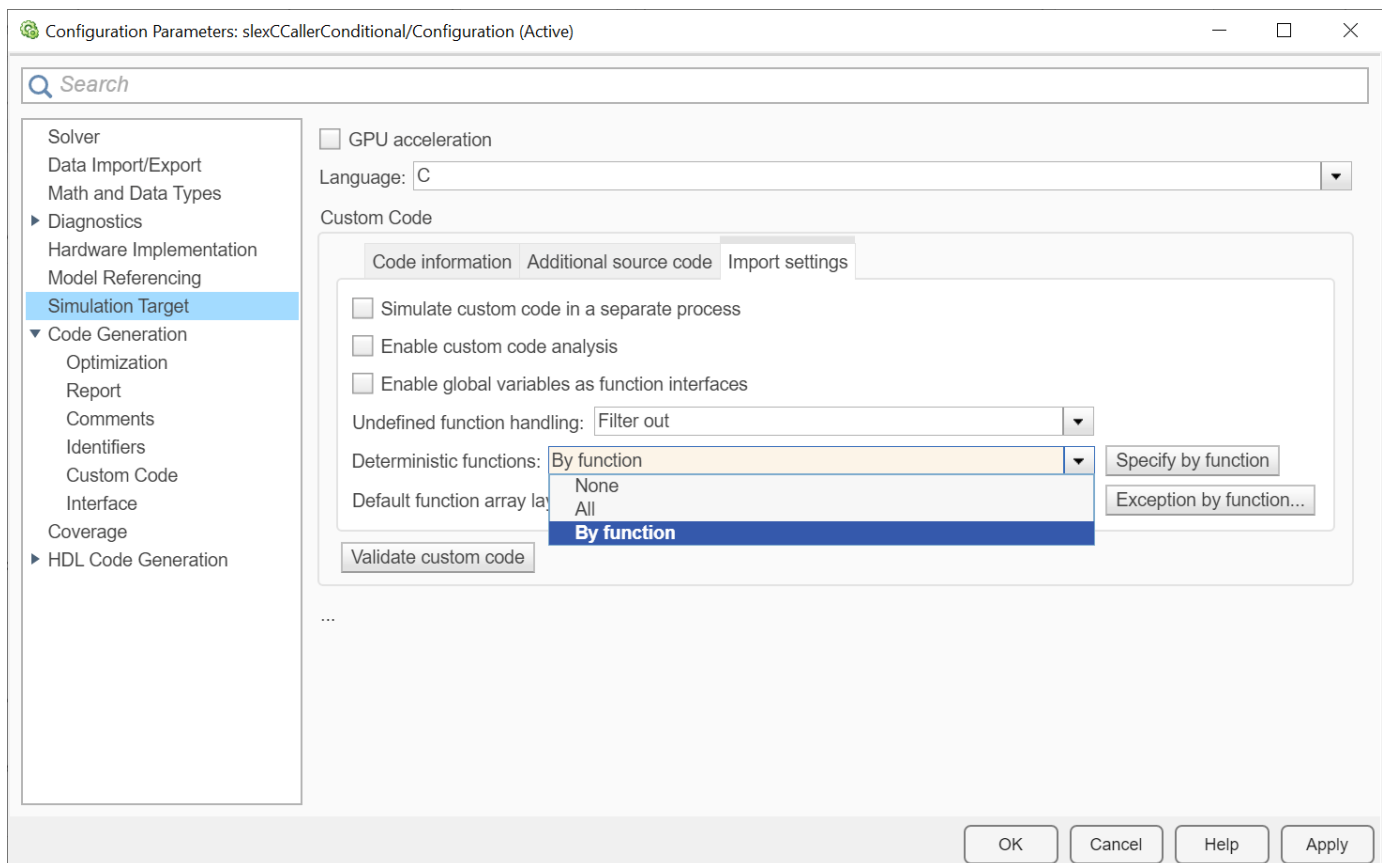 Configuration Parameters: slexCCallerConditional/Configuration (Active)
Search
Solver
Data Import/Export
Math and Data Types
Diagnostics
Hardware Implementation
Model Referencing
Simulation Target
Code Generation
Optimization
Report
Comments
Identifiers
Custom Code
Interface
Coverage
HDL Code Generation
GPU acceleration
Language: C
Custom Code
Code information Additional source code Import settings
Simulate custom code in a separate process
Enable custom code analysis
Enable global variables as function interfaces
Undefined function handling: Filter out
Deterministic functions: By function Specify by function
None
All
By function
Default function array Exception by function...
Validate custom code
...
OK Cancel Help Apply